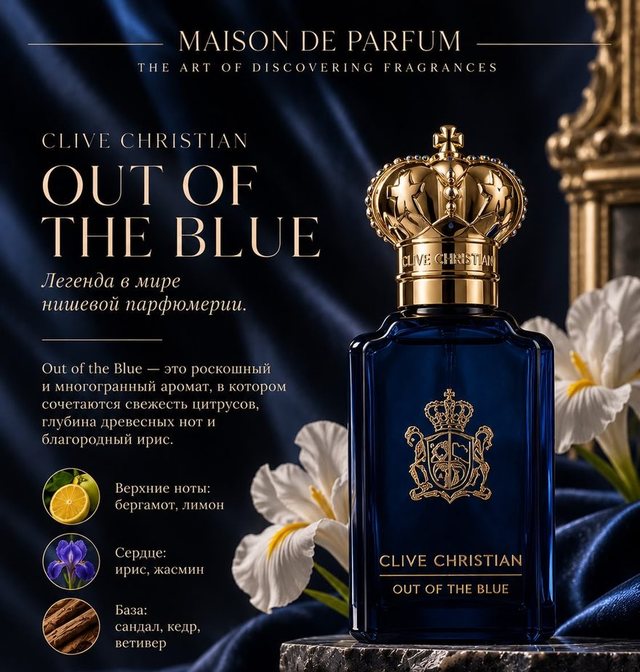 MAISON DE PARFUM
THE ART OF DISCOVERING FRAGRANCES
CLIVE CHRISTIAN
OUT OF
THE BLUE
Легенда в мире
нишевой парфюмерии.
Out of the Blue — это роскошный
и многогранный аромат, в котором
сочетаются свежесть цитрусов,
глубина древесных нот и
благородный ирис.
Верхние ноты:
бергамот, лимон
Сердце:
ирис, жасмин
База:
сандал, кедр,
ветивер
CLIVE CHRISTIAN
CLIVE CHRISTIAN
OUT OF THE BLUE